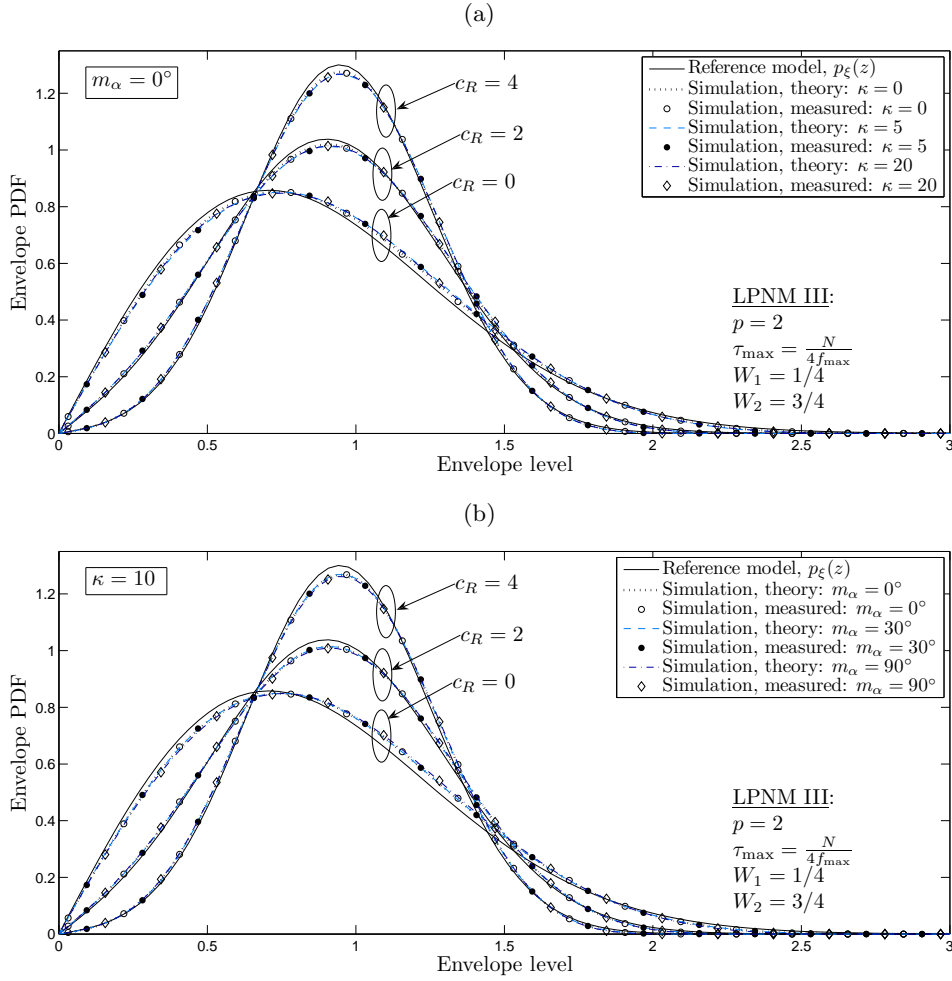 (a)
m_α = 0°
Reference model, p_ξ(z)
Simulation, theory: κ = 0
Simulation, measured: κ = 0
Simulation, theory: κ = 5
Simulation, measured: κ = 5
Simulation, theory: κ = 20
Simulation, measured: κ = 20
c_R = 4
c_R = 2
c_R = 0
LPNM III:
p = 2
τ_max = N/4f_max
W_1 = 1/4
W_2 = 3/4
Envelope PDF
1.2
1
0.8
0.6
0.4
0.2
0
0 0.5 1 1.5 2 2.5 3
Envelope level
(b)
κ = 10
Reference model, p_ξ(z)
Simulation, theory: m_α = 0°
Simulation, measured: m_α = 0°
Simulation, theory: m_α = 30°
Simulation, measured: m_α = 30°
Simulation, theory: m_α = 90°
Simulation, measured: m_α = 90°
c_R = 4
c_R = 2
c_R = 0
LPNM III:
p = 2
τ_max = N/4f_max
W_1 = 1/4
W_2 = 3/4
Envelope PDF
1.2
1
0.8
0.6
0.4
0.2
0
0 0.5 1 1.5 2 2.5 3
Envelope level